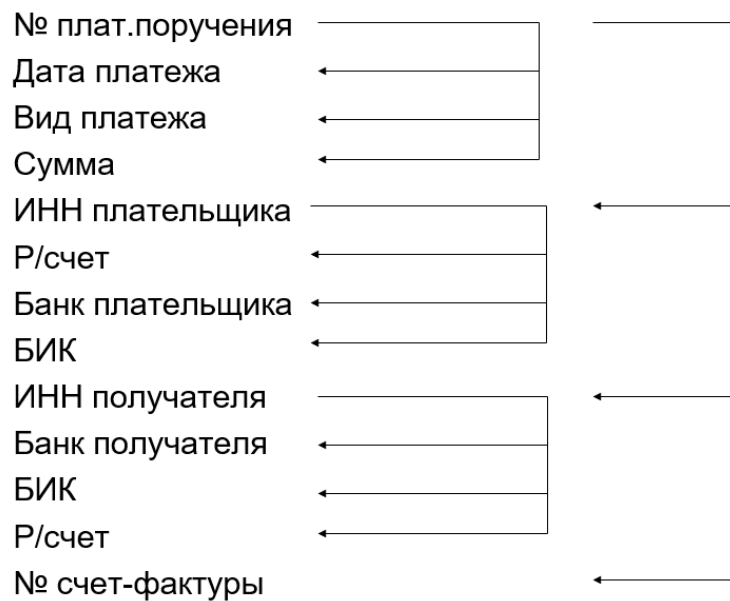 № плат.поручения
Дата платежа
Вид платежа
Сумма
ИНН плательщика
Р/счет
Банк плательщика
БИК
ИНН получателя
Банк получателя
БИК
Р/счет
№ счет-фактуры